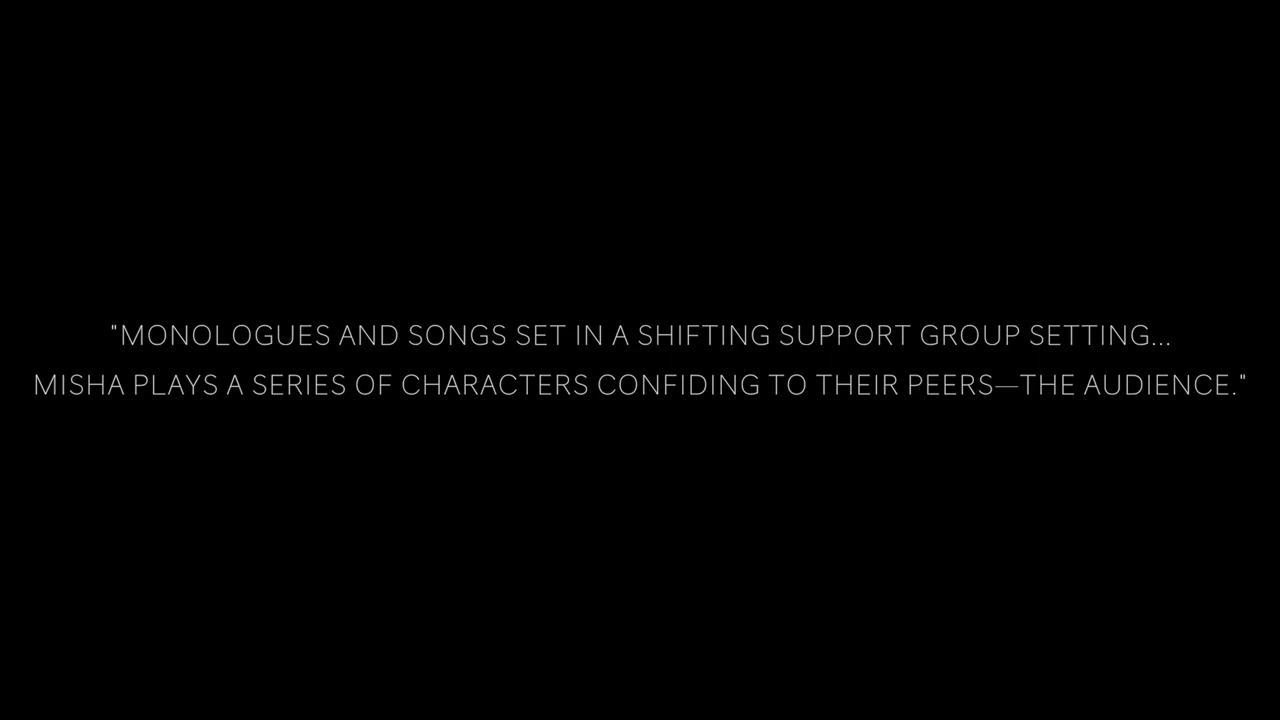 "MONOLOGUES AND SONGS SET IN A SHIFTING SUPPORT GROUP SETTING...
MISHA PLAYS A SERIES OF CHARACTERS CONFIDING TO THEIR PEERS—THE AUDIENCE."